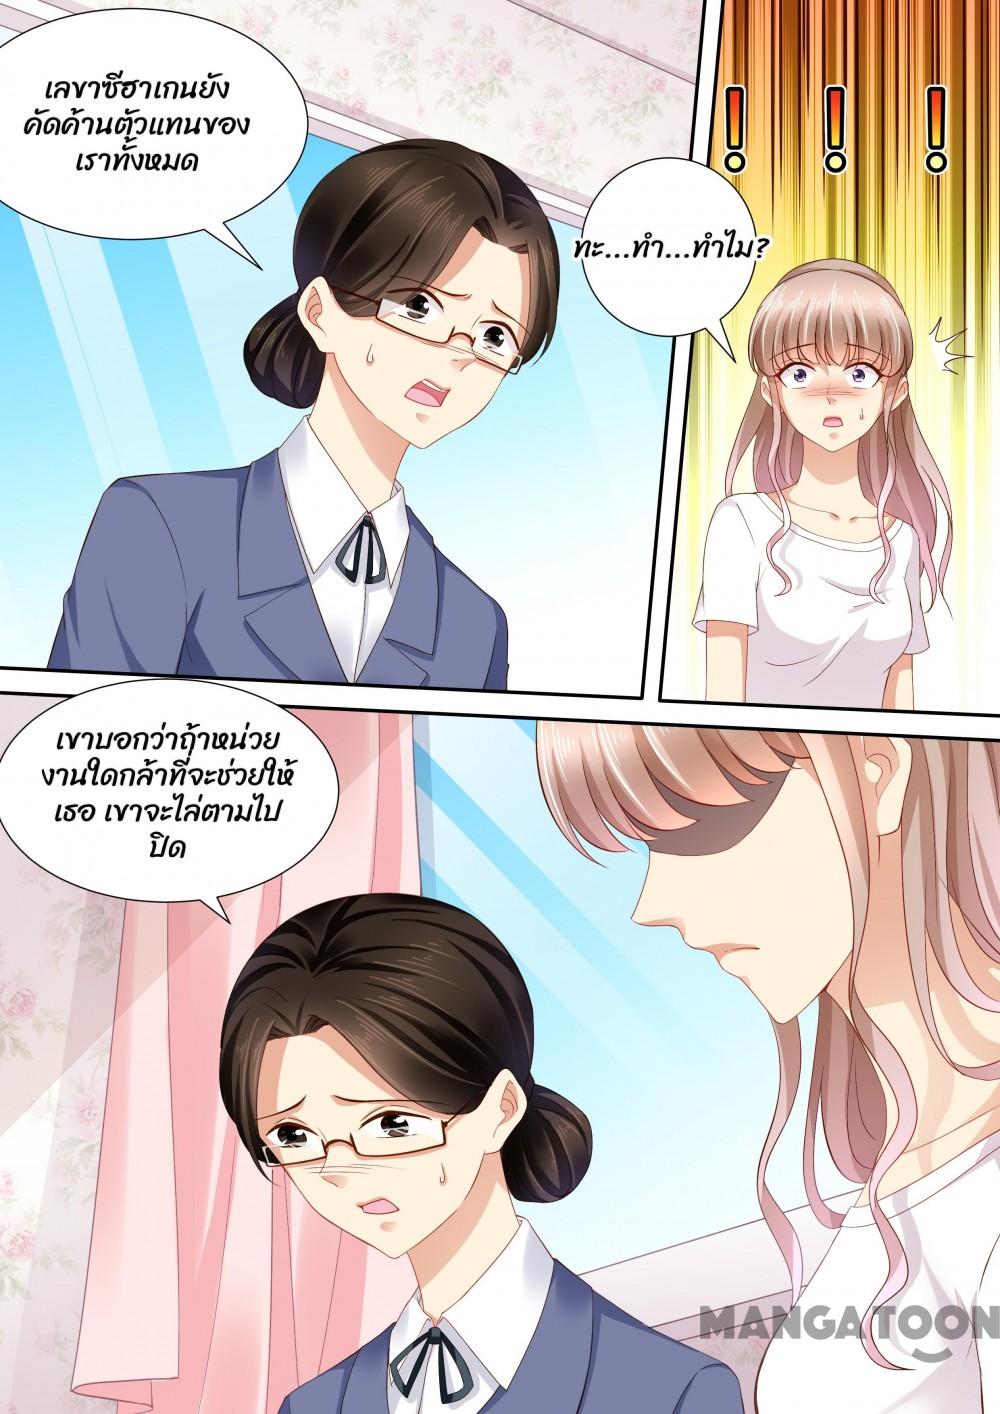 เลขาซีฮาเกนยัง
คัดค้านตัวแทนของ
เราทั้งหมด
! ! !
ทะ...ทำ...ทำไม?
เขาบอกว่าถ้าหน่วย
งานใดกล้าที่จะช่วยให้
เธอ เขาจะไล่ตามไป
ปิด
MANGATOON